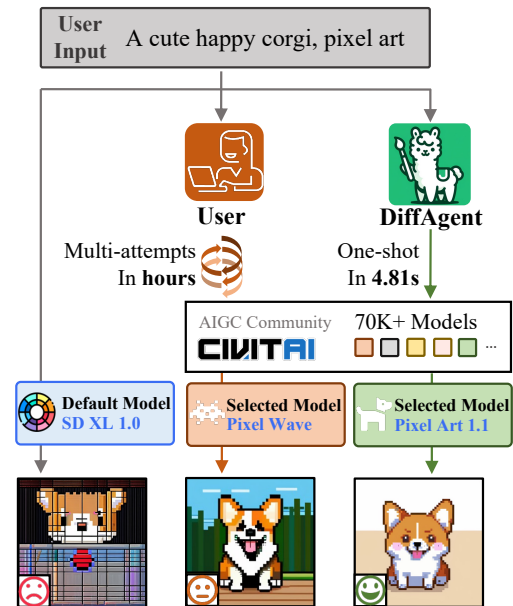 User
Input
A cute happy corgi, pixel art
User
DiffAgent
Multi-attempts
In hours
One-shot
In 4.81s
AIGC Community
70K+ Models
CIVITAI
...
Default Model
SD XL 1.0
Selected Model
Pixel Wave
Selected Model
Pixel Art 1.1